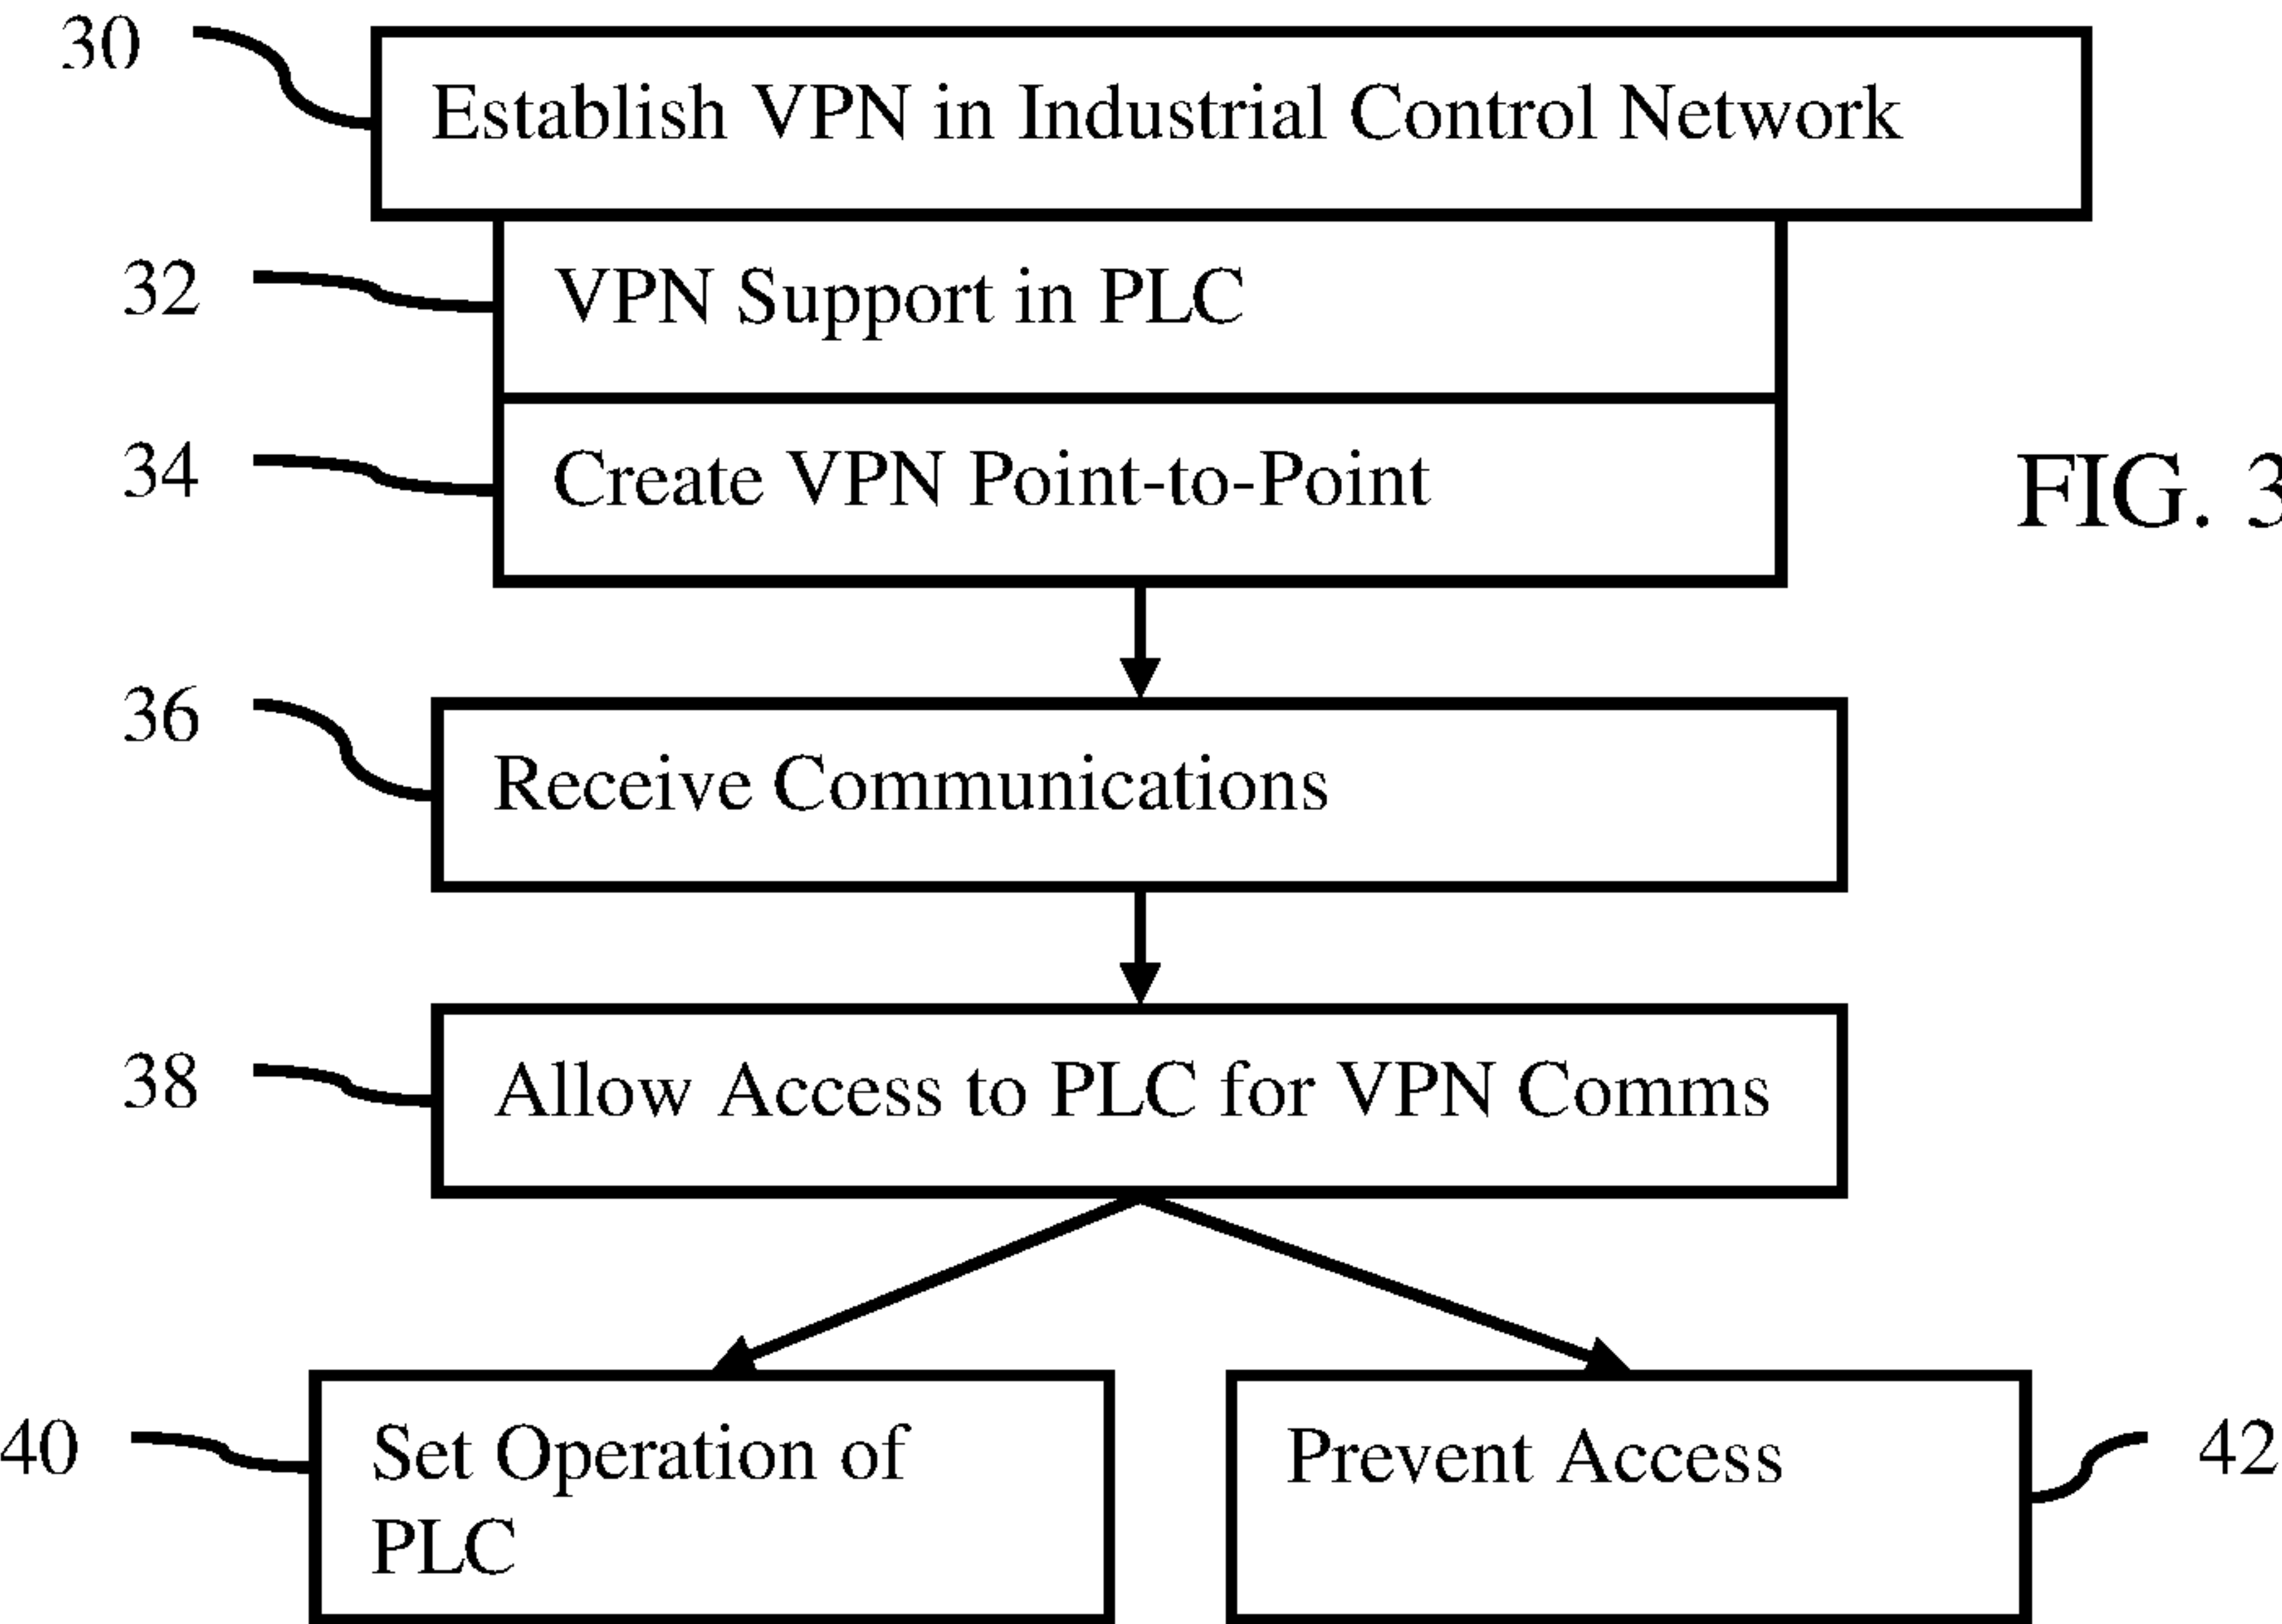 30
Establish VPN in Industrial Control Network
32
VPN Support in PLC
34
Create VPN Point-to-Point
FIG. 3
36
Receive Communications
38
Allow Access to PLC for VPN Comms
40
Set Operation of
PLC
Prevent Access
42